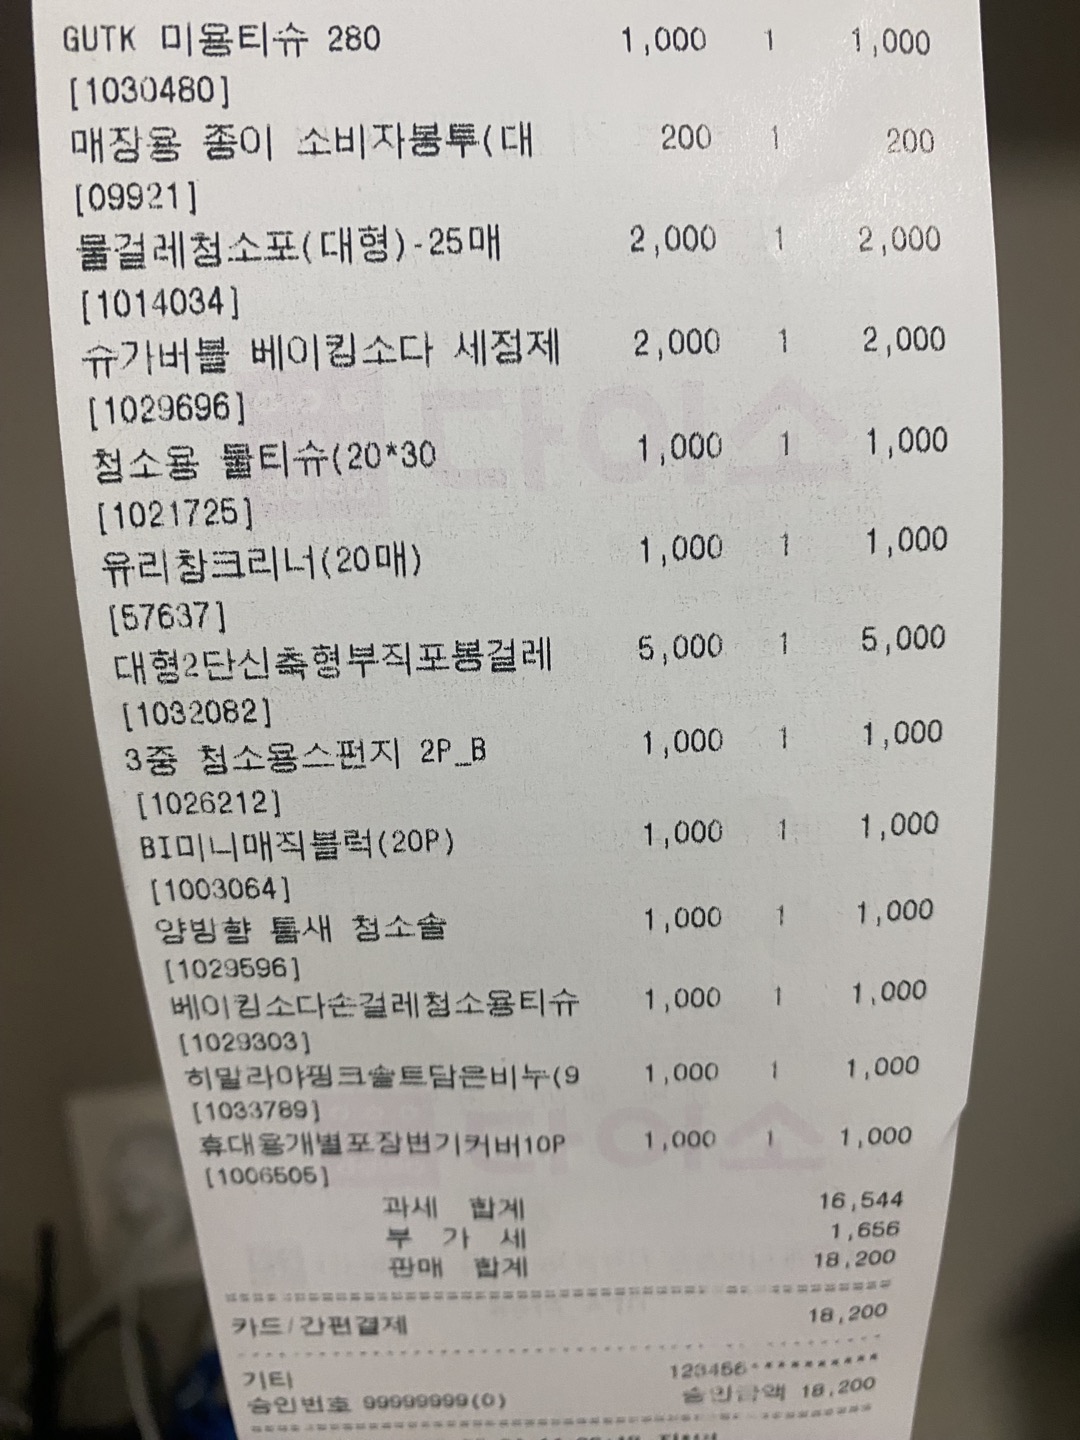 GUTK 미용티슈 280 1,000 1 1,000
[1030480]
매장용 종이 소비자봉투(대 200 1 200
[09921]
물걸레청소포(대형)-25매 2,000 1 2,000
[1014034]
슈가버블 베이킹소다 세정제 2,000 1 2,000
[1029696]
청소용 물티슈(20*30 1,000 1 1,000
[1021725]
유리창크리너(20매) 1,000 1 1,000
[57637]
대형2단신축형부직포봉걸레 5,000 1 5,000
[1032082]
3중 청소용스펀지 2P_B 1,000 1 1,000
[1026212]
BI미니매직블럭(20P) 1,000 1 1,000
[1003064]
양방향 틈새 청소솔 1,000 1 1,000
[1029596]
베이킹소다손걸레청소용티슈 1,000 1 1,000
[1029303]
히말라야핑크솔트담은비누(9 1,000 1 1,000
[1033789]
휴대용개별포장변기커버10P 1,000 1 1,000
[1006505]
과세 합계 16,544
부 가 세 1,656
판매 합계 18,200
카드/간편결제 18,200
기타 123456**********
승인번호 99999999(0) 승인금액 18,200